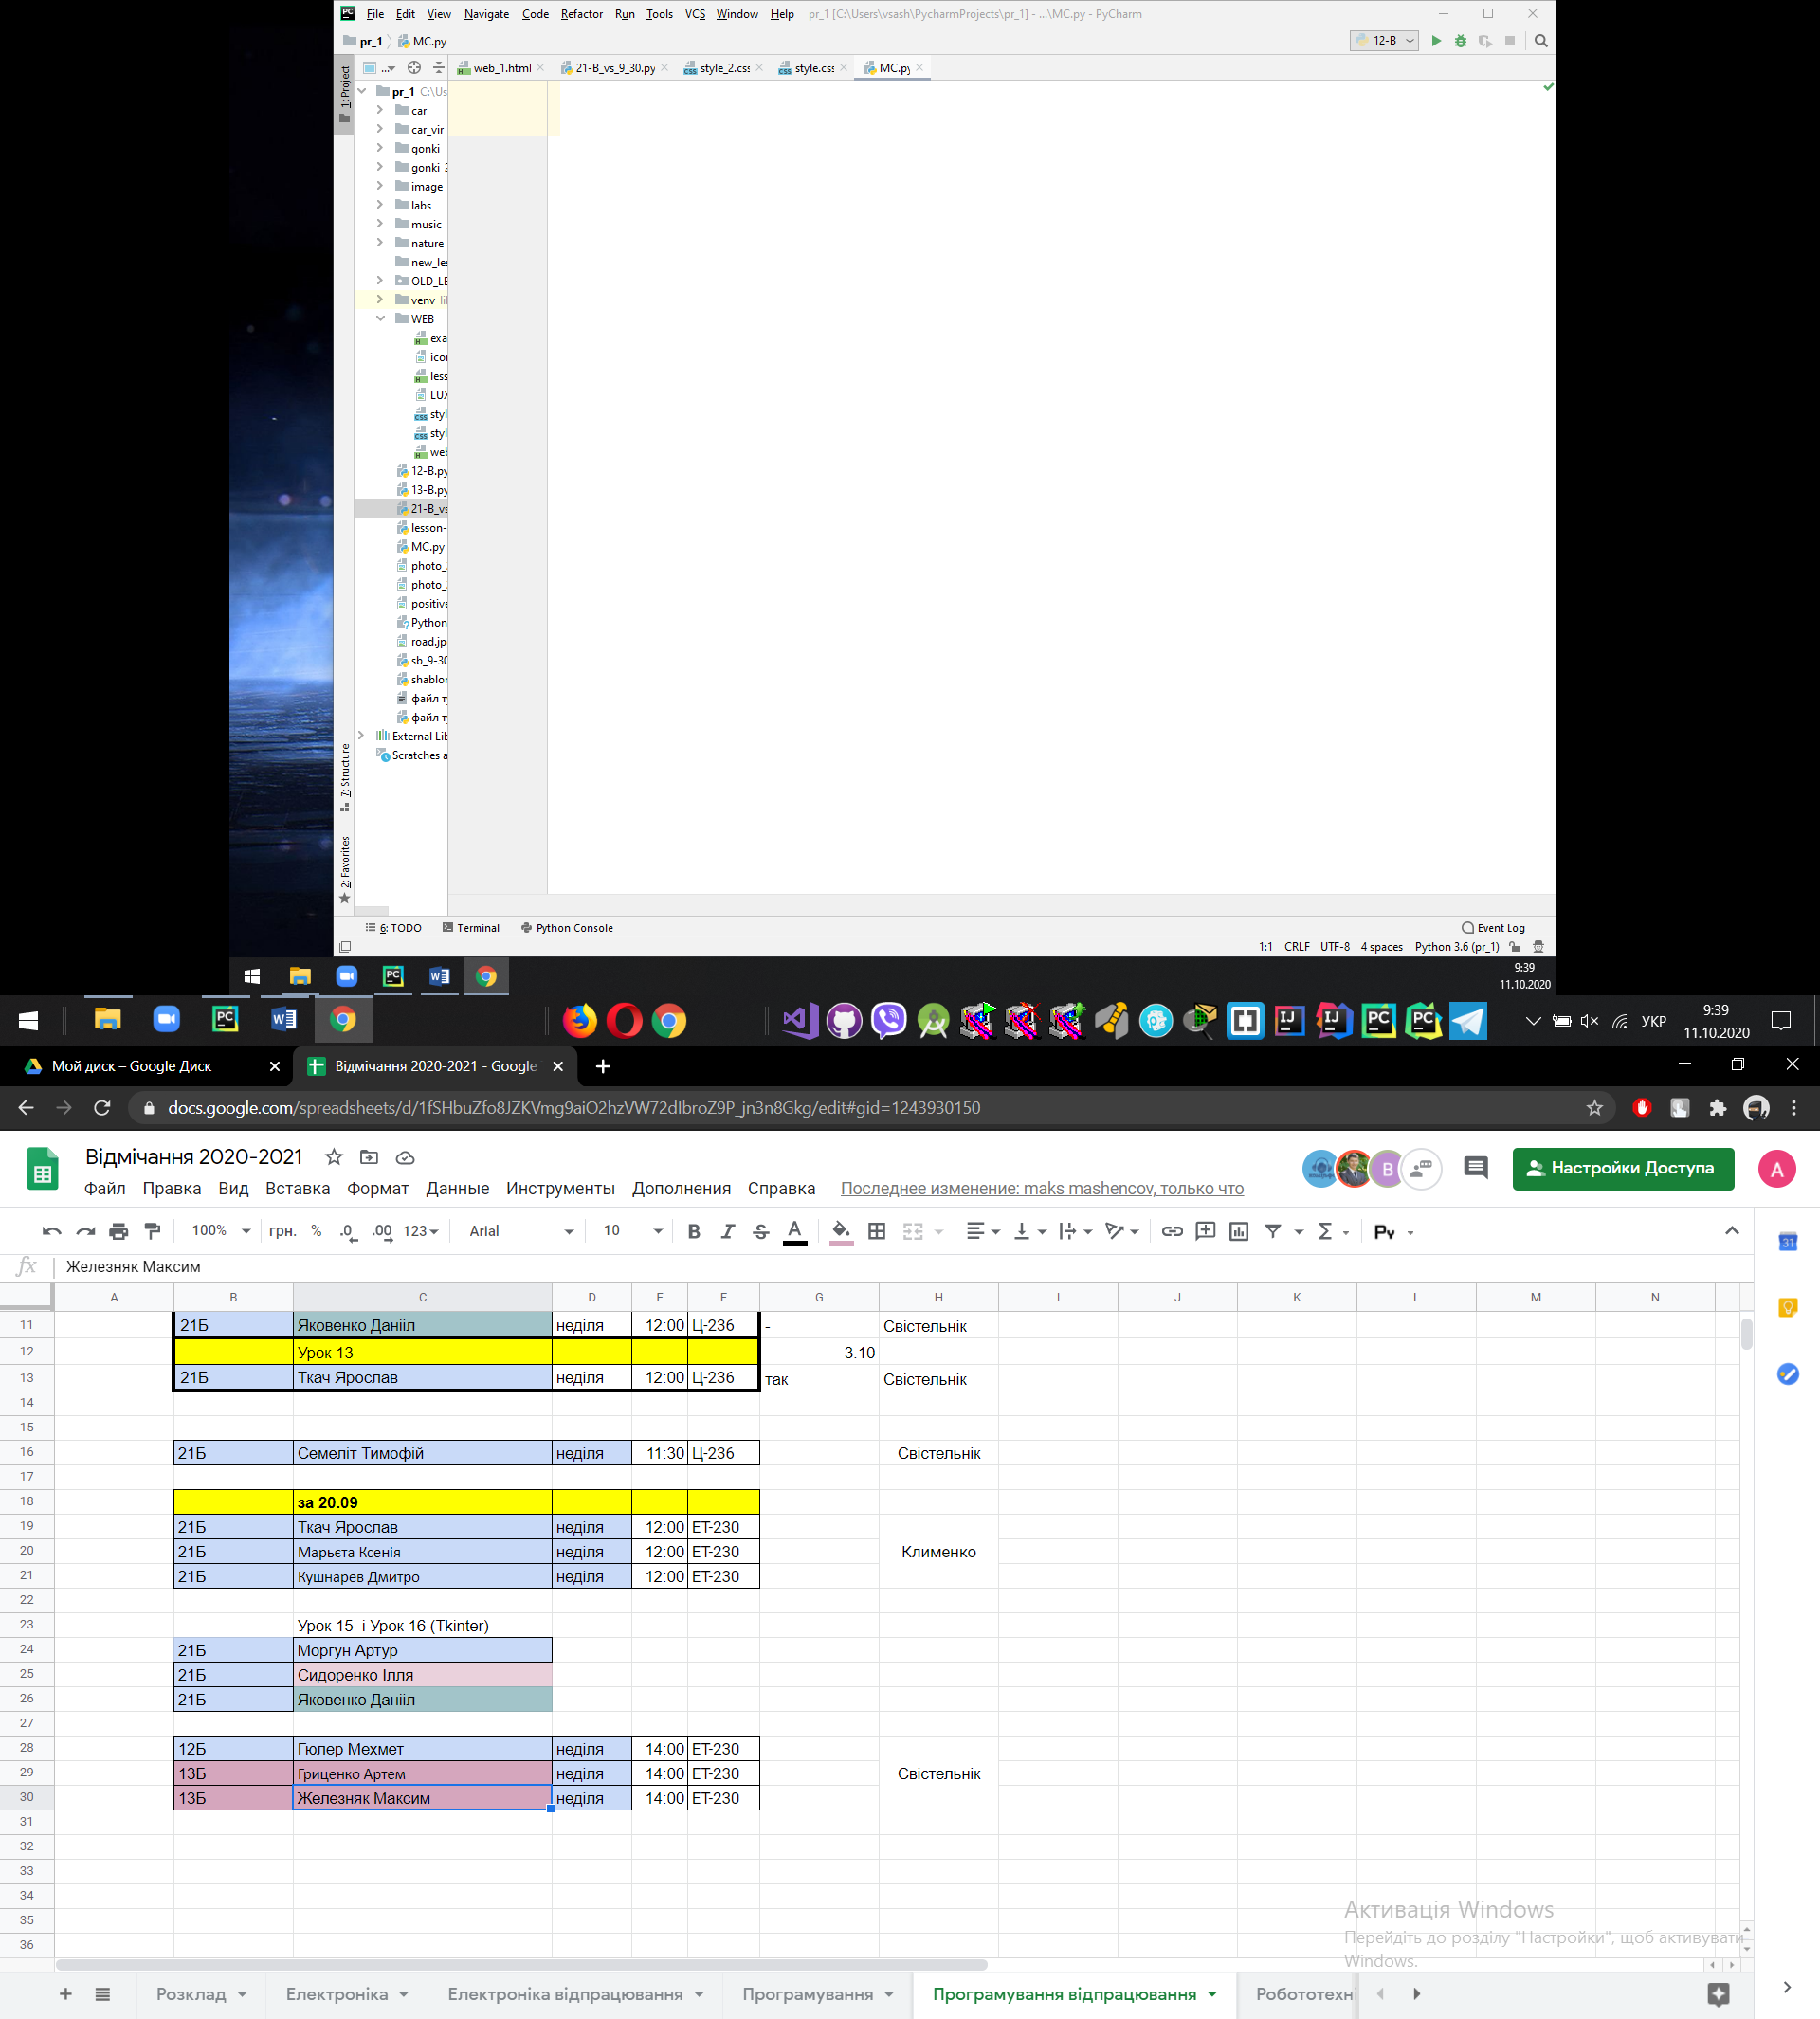 File Edit View Navigate Code Refactor Run Tools VCS Window Help pr_1 [C:\Users\vsash\PycharmProjects\pr_1] - ...\MC.py - PyCharm
pr_1 MC.py 12-B
... web_1.html 21-B_vs_9_30.py style_2.css style.css MC.py
1: Project
pr_1 C:\Us
car
car_vir
gonki
gonki_2
image
labs
music
nature
new_les
OLD_LE
venv li
WEB
exa
icon
less
LUX
styl
styl
web
12-B.py
13-B.py
21-B_vs
lesson-
MC.py
photo_
photo_
positive
Python
road.jp
sb_9-30
shablon
файл т
файл т
External Lib
Scratches a
7: Structure
2: Favorites
6: TODO Terminal Python Console Event Log
1:1 CRLF UTF-8 4 spaces Python 3.6 (pr_1)
9:39
11.10.2020
УКР
9:39
11.10.2020
Мой диск – Google Диск Відмічання 2020-2021 - Google
docs.google.com/spreadsheets/d/1fSHbuZfo8JZKVmg9aiO2hzVW72dIbroZ9P_jn3n8Gkg/edit#gid=1243930150
Відмічання 2020-2021
B Настройки Доступа A
Файл Правка Вид Вставка Формат Данные Инструменты Дополнения Справка Последнее изменение: maks mashencov, только что
100% грн. % .0 .00 123 Arial 10 B I S A Σ Ру
31
fx Железняк Максим
A B C D E F G H I J K L M N
11 21Б Яковенко Данііл неділя 12:00 Ц-236 - Свістельнік
12 Урок 13 3.10
13 21Б Ткач Ярослав неділя 12:00 Ц-236 так Свістельнік
14
15
16 21Б Семеліт Тимофій неділя 11:30 Ц-236 Свістельнік
17
18 за 20.09
19 21Б Ткач Ярослав неділя 12:00 ЕТ-230
20 21Б Марьєта Ксенія неділя 12:00 ЕТ-230 Клименко
21 21Б Кушнарев Дмитро неділя 12:00 ЕТ-230
22
23 Урок 15 і Урок 16 (Tkinter)
24 21Б Моргун Артур
25 21Б Сидоренко Ілля
26 21Б Яковенко Данііл
27
28 12Б Гюлер Мехмет неділя 14:00 ЕТ-230
29 13Б Гриценко Артем неділя 14:00 ЕТ-230 Свістельнік
30 13Б Железняк Максим неділя 14:00 ЕТ-230
31
32
33
34
35
36
Активація Windows
Перейдіть до розділу "Настройки", щоб активувати
Windows.
Розклад Електроніка Електроніка відпрацювання Програмування Програмування відпрацювання Робототехні